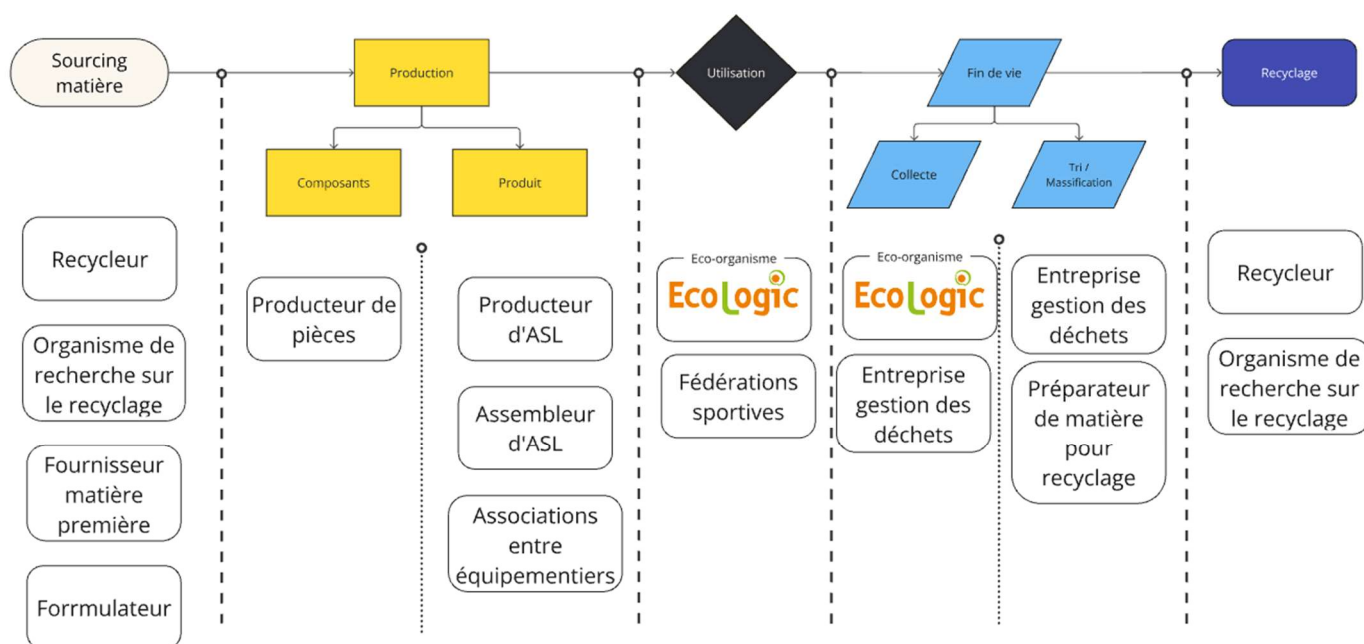 Sourcing
matière
Production
Utilisation
Fin de vie
Recyclage
Composants
Produit
Collecte
Tri /
Massification
Recycleur
Organisme de
recherche sur
le recyclage
Fournisseur
matière
première
Forrmulateur
Producteur de
pièces
Producteur
d'ASL
Assembleur
d'ASL
Associations
entre
équipementiers
Eco-organisme
EcoLogic
Fédérations
sportives
Eco-organisme
EcoLogic
Entreprise
gestion des
déchets
Entreprise
gestion des
déchets
Préparateur
de matière
pour
recyclage
Recycleur
Organisme de
recherche sur
le recyclage